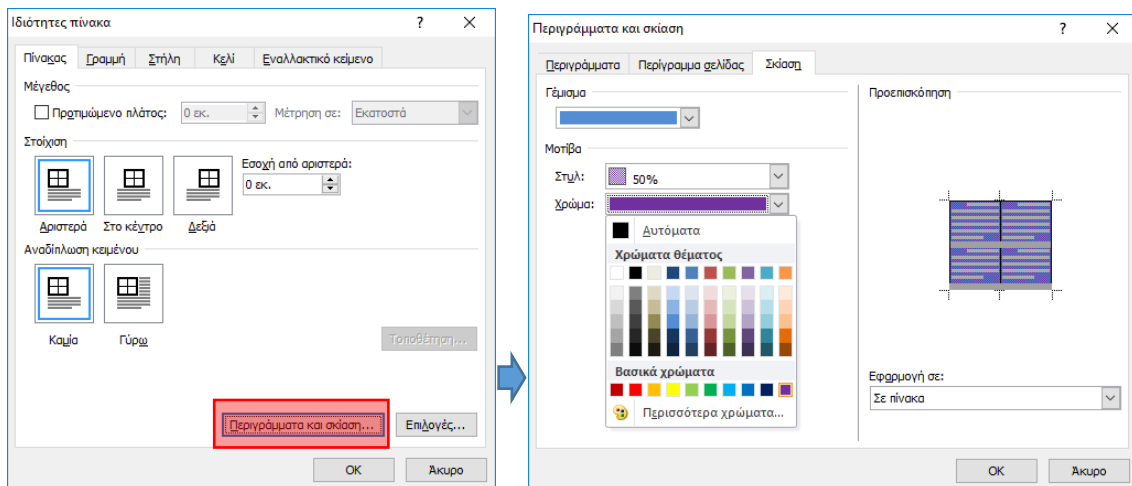 Ιδιότητες πίνακα
Πίνακας Γραμμή Στήλη Κελί Εναλλακτικό κείμενο
Μέγεθος
Προτιμώμενο πλάτος: 0 εκ. Μέτρηση σε: Εκατοστά
Στοίχιση
Εσοχή από αριστερά:
0 εκ.
Αριστερά Στο κέντρο Δεξιά
Αναδίπλωση κειμένου
Καμία Γύρω
Τοποθέτηση...
Περιγράμματα και σκίαση... Επιλογές...
OK Άκυρο
Περιγράμματα και σκίαση
Περιγράμματα Περίγραμμα σελίδας Σκίαση
Γέμισμα
Μοτίβα
Στυλ: 50%
Χρώμα:
Αυτόματα
Χρώματα θέματος
Βασικά χρώματα
Περισσότερα χρώματα...
Προεπισκόπηση
Εφαρμογή σε:
Σε πίνακα
OK Άκυρο